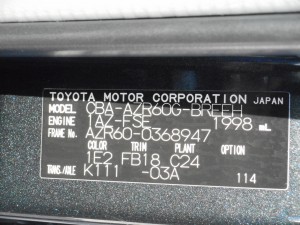 TOYOTA MOTOR CORPORATION JAPAN
MODEL CBA-AZR60G-BREEH
ENGINE 1AZ-FSE 1998 mL
FRAME No. AZR60-0368947
COLOR TRIM PLANT OPTION
1E2 FB18 C24
TRANS./AXLE K111 -03A
114